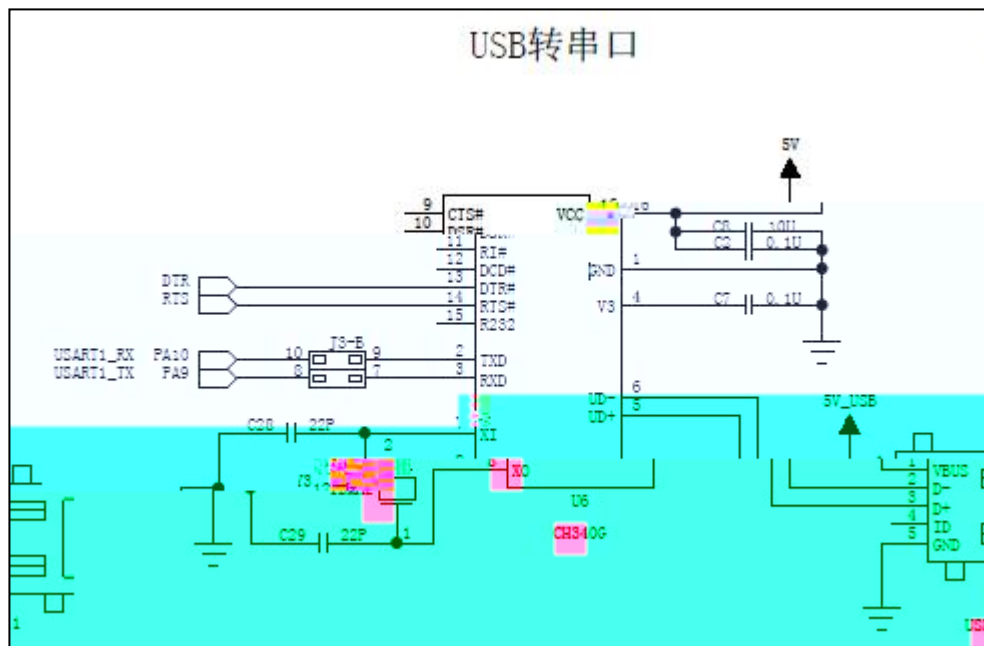 USB转串口
5V
9 CTS# VCC
10
C8 10U
11 RI# C2 0.1U
12 DCD# GND 1
DTR 13 DTR#
RTS 14 RTS# V3 4 C7 0.1U
15 R232
J3-B
USART1_RX PA10 10 9 2 TXD
USART1_TX PA9 8 7 3 RXD
UD- 6
UD+ 5 5V_USB
C28 22P XI
2
XO 1 VBUS
2 D-
U6 3 D+
4 ID
C29 22P 1 CH340G 5 GND
1